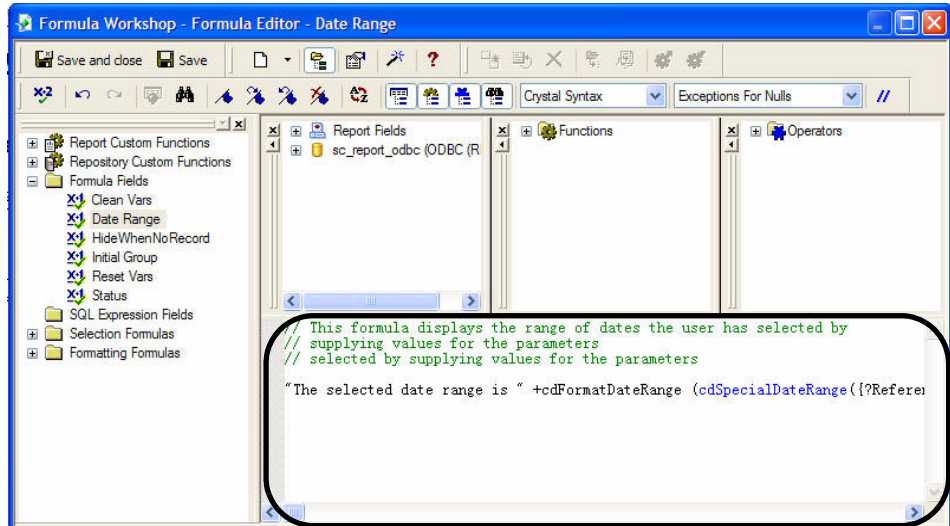 Formula Workshop - Formula Editor - Date Range
Save and close Save
Crystal Syntax Exceptions For Nulls
Report Custom Functions
Repository Custom Functions
Formula Fields
Clean Vars
Date Range
HideWhenNoRecord
Initial Group
Reset Vars
Status
SQL Expression Fields
Selection Formulas
Formatting Formulas
Report Fields
sc_report_odbc (ODBC (R
Functions
Operators
// This formula displays the range of dates the user has selected by
// supplying values for the parameters
// selected by supplying values for the parameters
"The selected date range is " +cdFormatDateRange (cdSpecialDateRange({?Referen